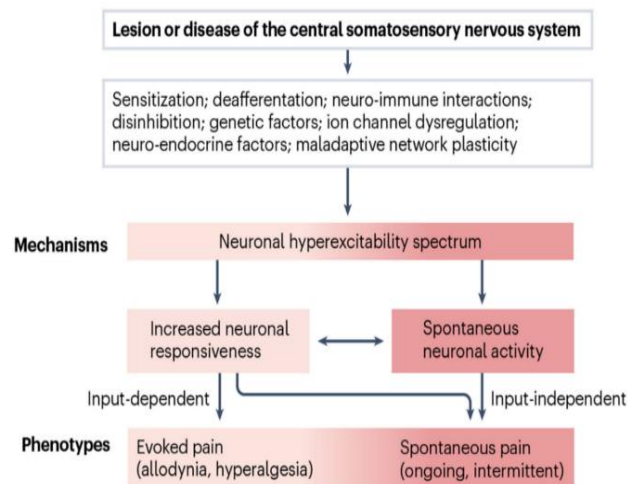 Lesion or disease of the central somatosensory nervous system
Sensitization; deafferentation; neuro-immune interactions;
disinhibition; genetic factors; ion channel dysregulation;
neuro-endocrine factors; maladaptive network plasticity
Mechanisms
Neuronal hyperexcitability spectrum
Increased neuronal
responsiveness
Spontaneous
neuronal activity
Input-dependent
Input-independent
Phenotypes
Evoked pain
(allodynia, hyperalgesia)
Spontaneous pain
(ongoing, intermittent)